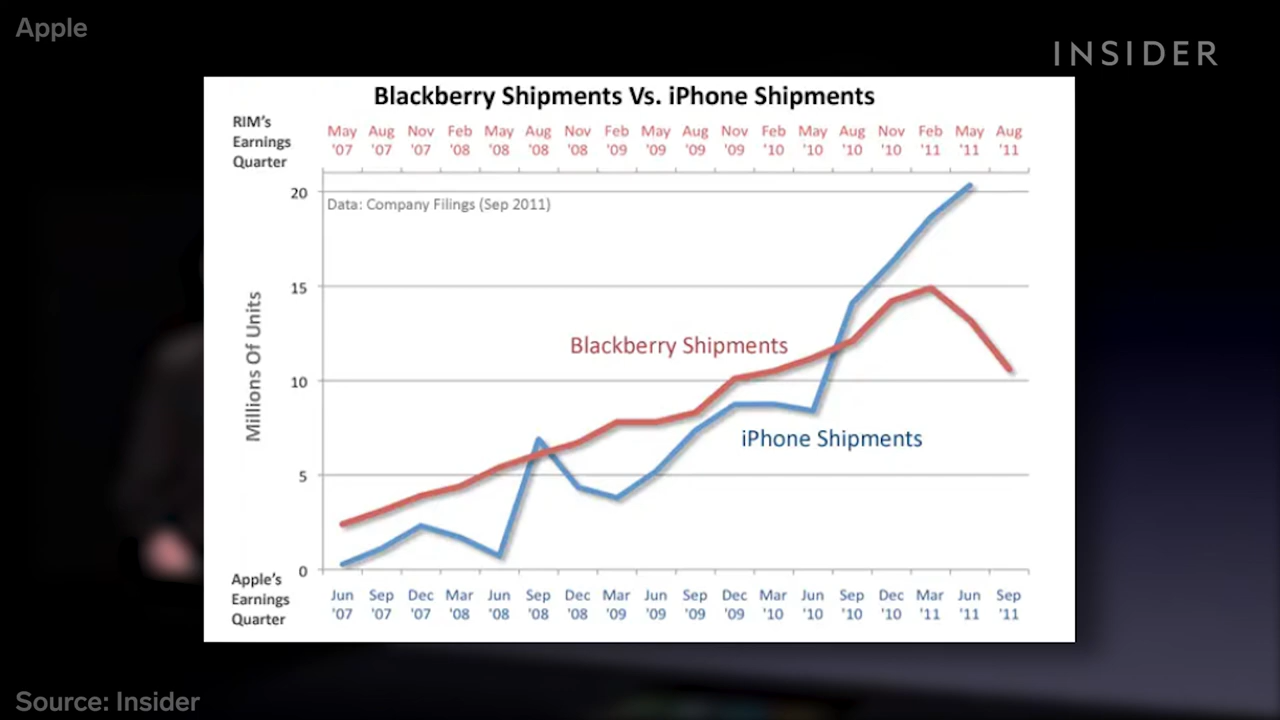 Apple
INSIDER
Blackberry Shipments Vs. iPhone Shipments
RIM's
Earnings
Quarter
May Aug Nov Feb May Aug Nov Feb May Aug Nov Feb May Aug Nov Feb May Aug
'07 '07 '07 '08 '08 '08 '08 '09 '09 '09 '09 '10 '10 '10 '10 '11 '11 '11
Data: Company Filings (Sep 2011)
20
15
10
5
0
Millions Of Units
Blackberry Shipments
iPhone Shipments
Apple's
Earnings
Quarter
Jun Sep Dec Mar Jun Sep Dec Mar Jun Sep Dec Mar Jun Sep Dec Mar Jun Sep
'07 '07 '07 '08 '08 '08 '08 '09 '09 '09 '09 '10 '10 '10 '10 '11 '11 '11
Source: Insider